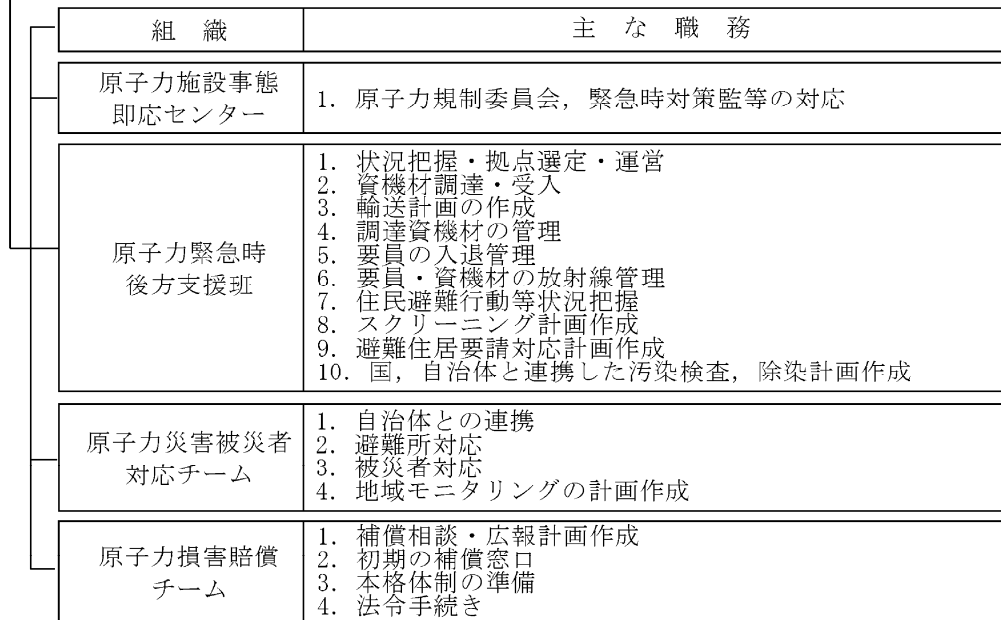 組織
主な職務
原子力施設事態
即応センター
1. 原子力規制委員会，緊急時対策監等の対応
原子力緊急時
後方支援班
1. 状況把握・拠点選定・運営
2. 資機材調達・受入
3. 輸送計画の作成
4. 調達資機材の管理
5. 要員の入退管理
6. 要員・資機材の放射線管理
7. 住民避難行動等状況把握
8. スクリーニング計画作成
9. 避難住居要請対応計画作成
10. 国，自治体と連携した汚染検査，除染計画作成
原子力災害被災者
対応チーム
1. 自治体との連携
2. 避難所対応
3. 被災者対応
4. 地域モニタリングの計画作成
原子力損害賠償
チーム
1. 補償相談・広報計画作成
2. 初期の補償窓口
3. 本格体制の準備
4. 法令手続き